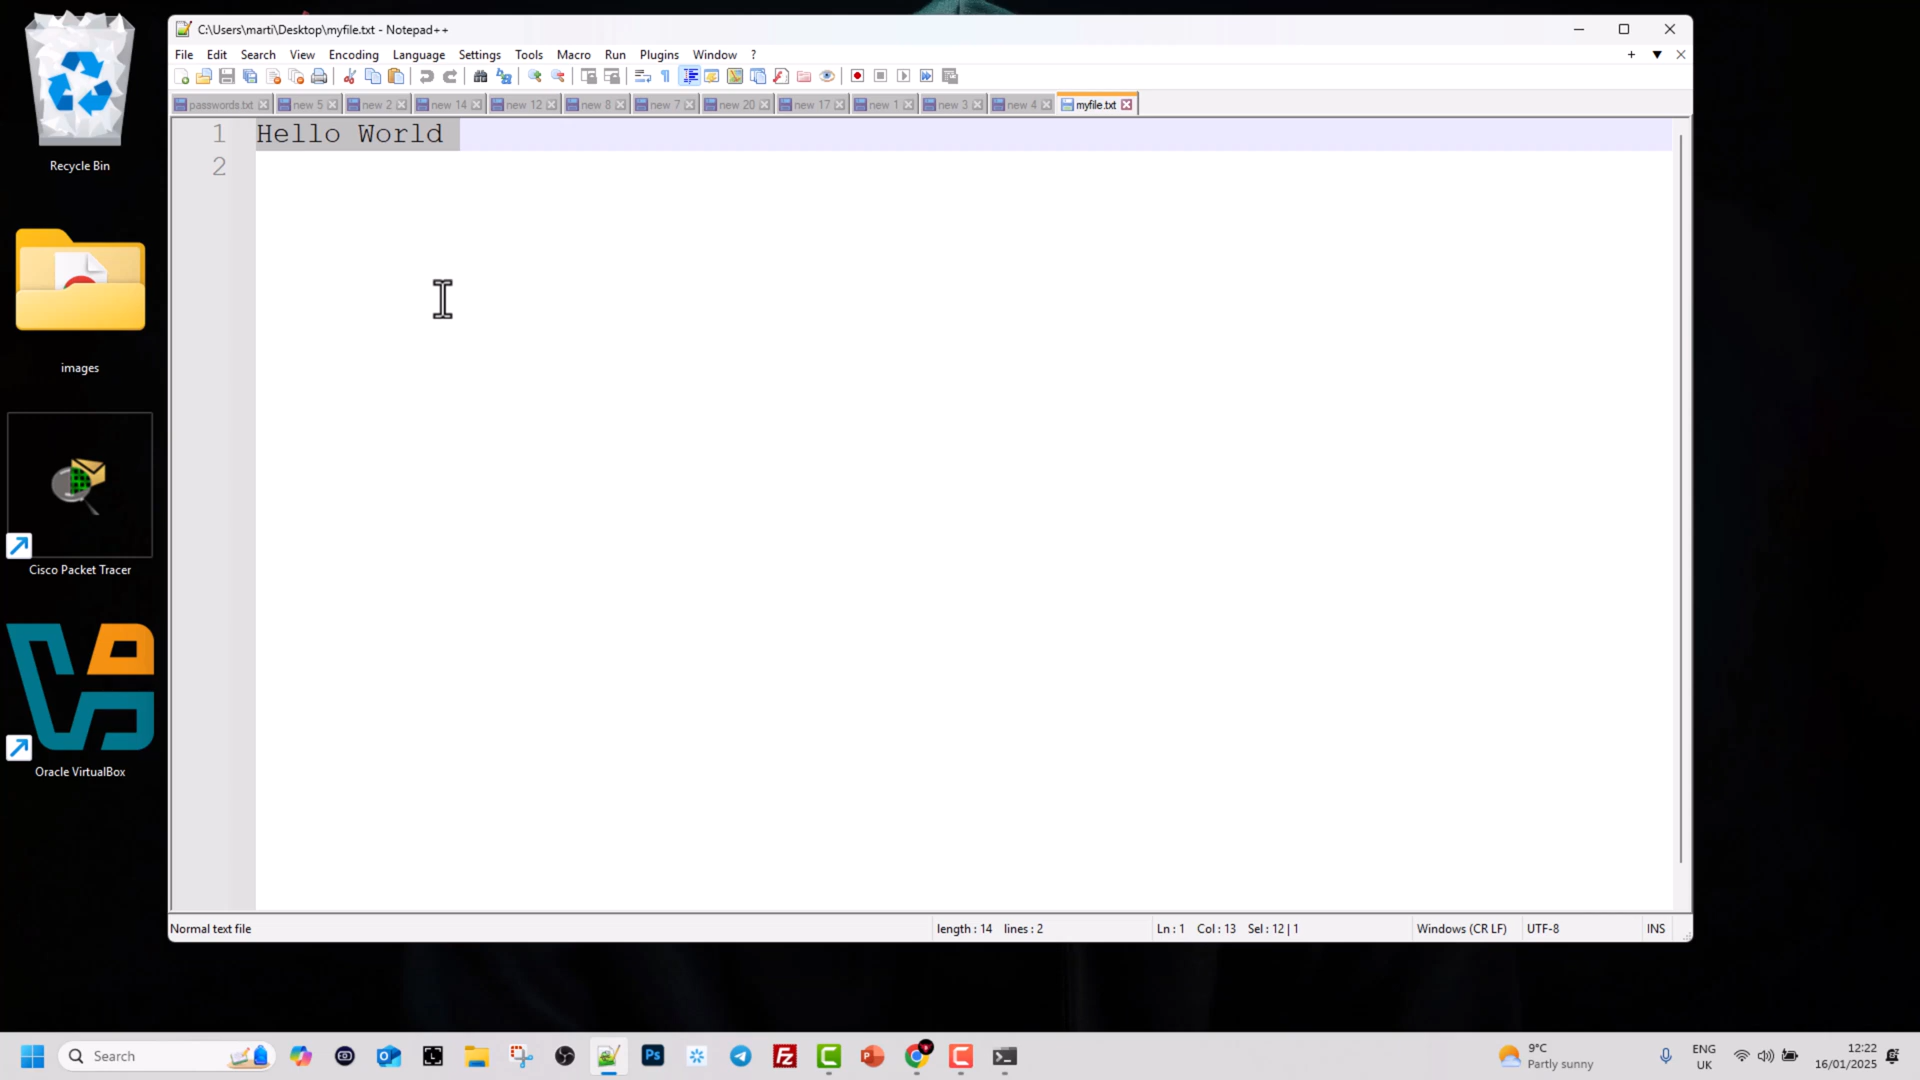 C:\Users\marti\Desktop\myfile.txt - Notepad++
File Edit Search View Encoding Language Settings Tools Macro Run Plugins Window ?
passwords.txt new 5 new 2 new 14 new 12 new 8 new 7 new 20 new 17 new 1 new 3 new 4 myfile.txt
1 Hello World
2
Recycle Bin
images
Cisco Packet Tracer
Oracle VirtualBox
Normal text file length : 14 lines : 2 Ln : 1 Col : 13 Sel : 12 | 1 Windows (CR LF) UTF-8 INS
Search
Ps
Fz
9°C
Partly sunny
ENG
UK
12:22
16/01/2025